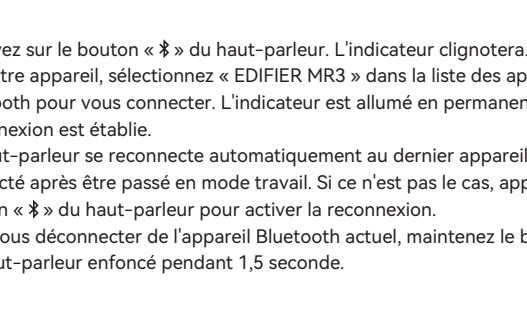 ez sur le bouton « » du haut-parleur. L'indicateur clignotera.
tre appareil, sélectionnez « EDIFIER MR3 » dans la liste des ap
ooth pour vous connecter. L'indicateur est allumé en permanen
nexion est établie.
ut-parleur se reconnecte automatiquement au dernier appareil
cté après être passé en mode travail. Si ce n'est pas le cas, app
n « » du haut-parleur pour activer la reconnexion.
ous déconnecter de l'appareil Bluetooth actuel, maintenez le b
ut-parleur enfoncé pendant 1,5 seconde.